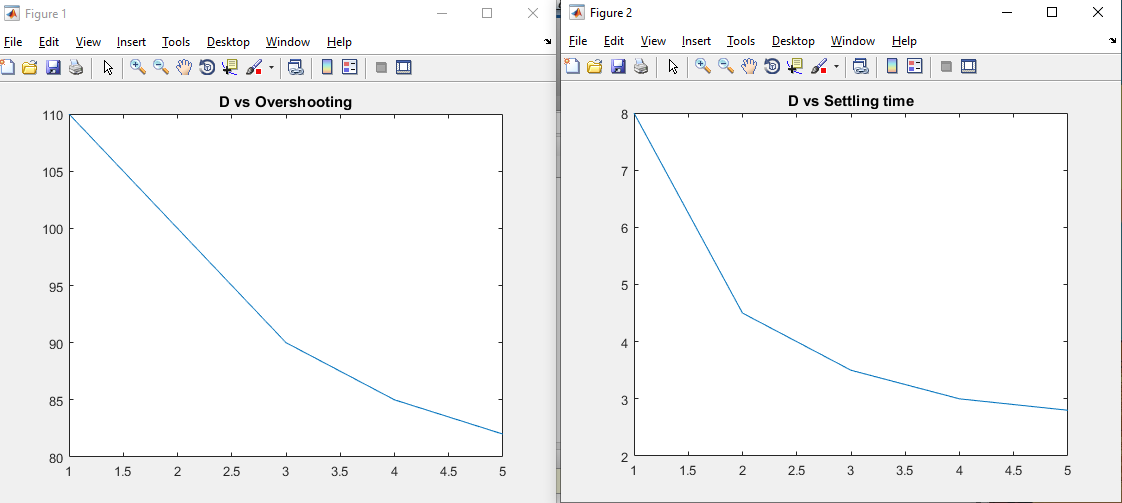 Figure 1
File Edit View Insert Tools Desktop Window Help
D vs Overshooting
110
105
100
95
90
85
80
1 1.5 2 2.5 3 3.5 4 4.5 5
Figure 2
File Edit View Insert Tools Desktop Window Help
D vs Settling time
8
7
6
5
4
3
2
1 1.5 2 2.5 3 3.5 4 4.5 5